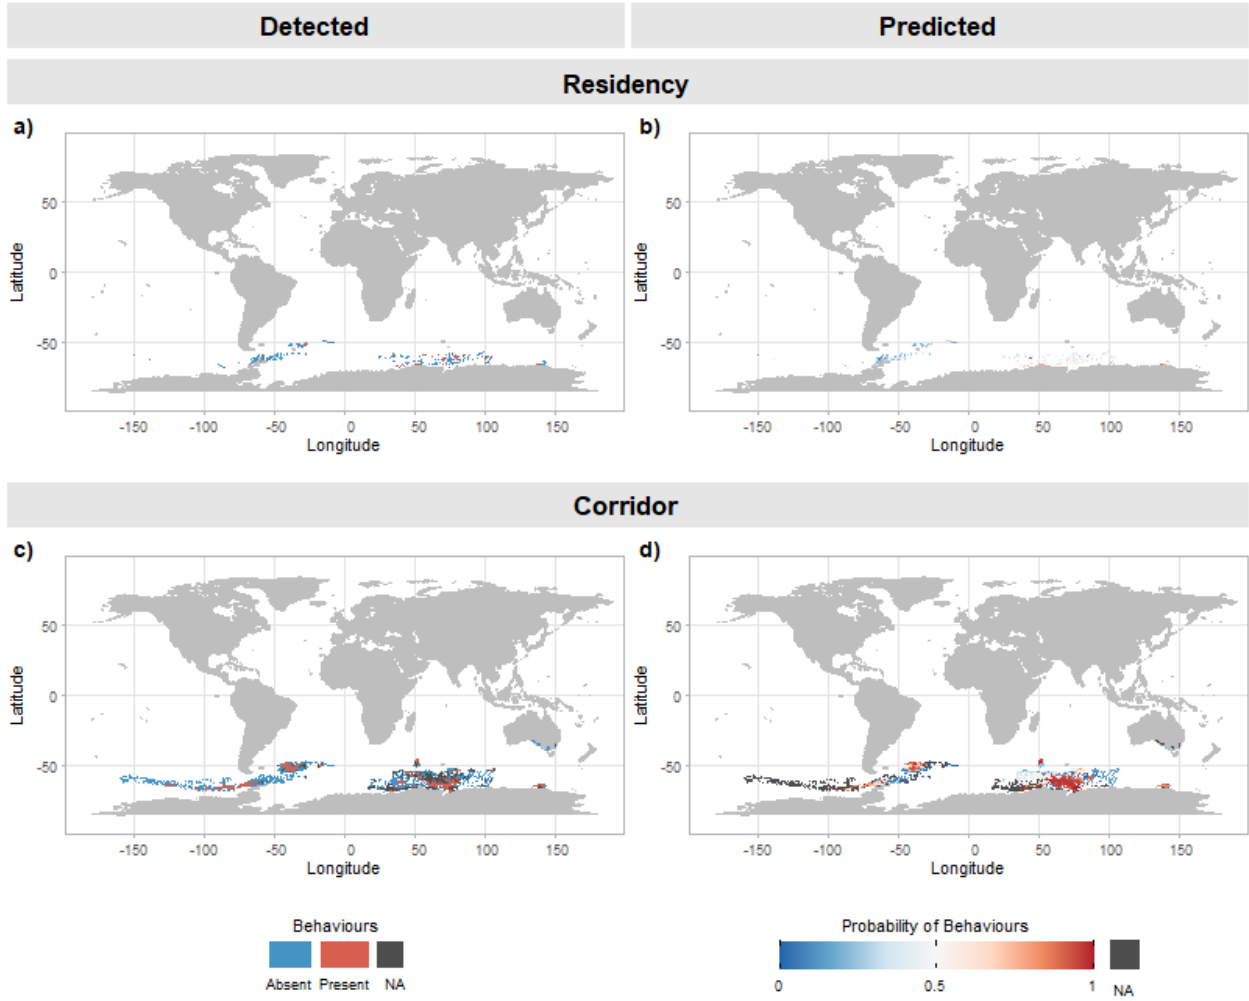 Detected Predicted
Residency
a) b)
50 50
0 0
-50 -50
Latitude Latitude
-150 -100 -50 0 50 100 150 -150 -100 -50 0 50 100 150
Longitude Longitude
Corridor
c) d)
50 50
0 0
-50 -50
Latitude Latitude
-150 -100 -50 0 50 100 150 -150 -100 -50 0 50 100 150
Longitude Longitude
Behaviours Probability of Behaviours
Absent Present NA 0 0.5 1 NA